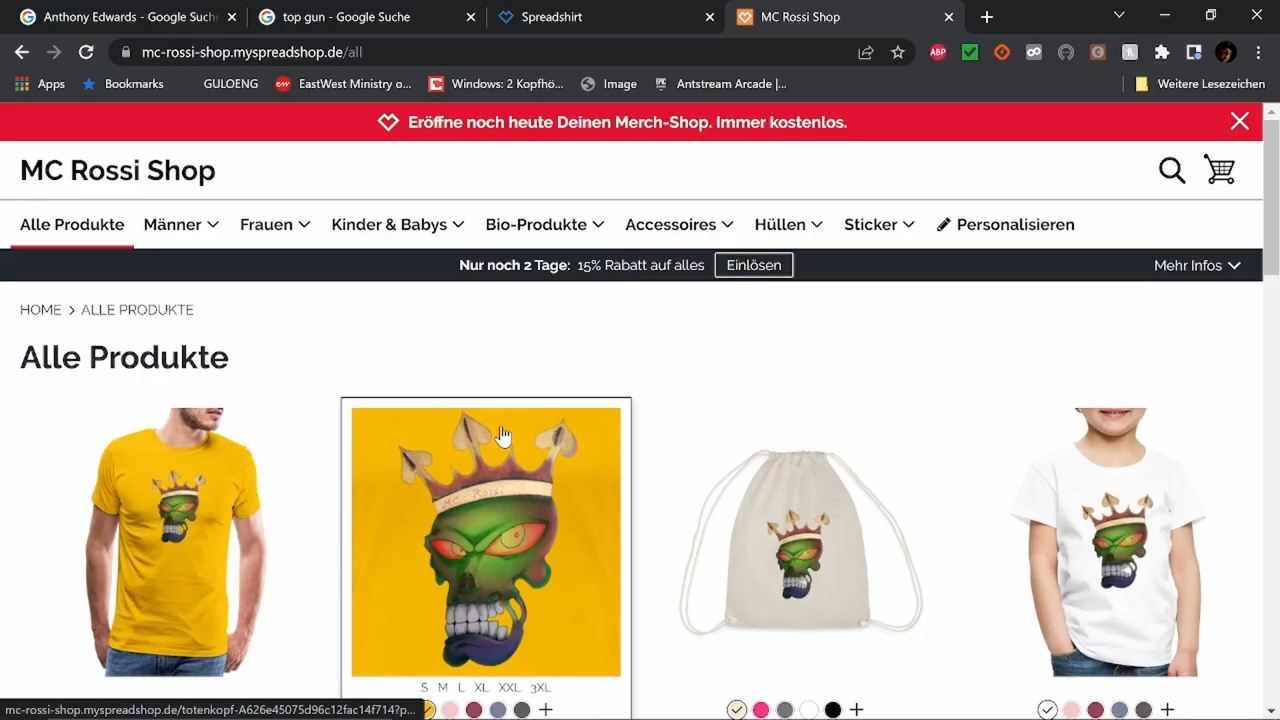 Anthony Edwards - Google Suche
top gun - Google Suche
Spreadshirt
MC Rossi Shop
mc-rossi-shop.myspreadshop.de/all
ABP
Apps
Bookmarks
GULOENG
EastWest Ministry o...
Windows: 2 Kopfhö...
Image
Antstream Arcade |...
Weitere Lesezeichen
Eröffne noch heute Deinen Merch-Shop. Immer kostenlos.
MC Rossi Shop
Alle Produkte Männer Frauen Kinder & Babys Bio-Produkte Accessoires Hüllen Sticker Personalisieren
Nur noch 2 Tage: 15% Rabatt auf alles Einlösen Mehr Infos
HOME > ALLE PRODUKTE
Alle Produkte
Mc Rossi
S M L XL XXL 3XL
mc-rossi-shop.myspreadshop.de/totenkopf-A626e45075d96c12fac14f714?p...